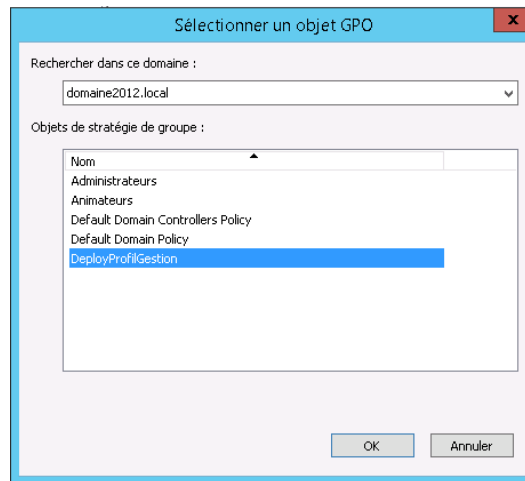 Sélectionner un objet GPO
x
Rechercher dans ce domaine :
domaine2012.local
Objets de stratégie de groupe :
Nom
Administrateurs
Animateurs
Default Domain Controllers Policy
Default Domain Policy
DeployProfilGestion
OK Annuler